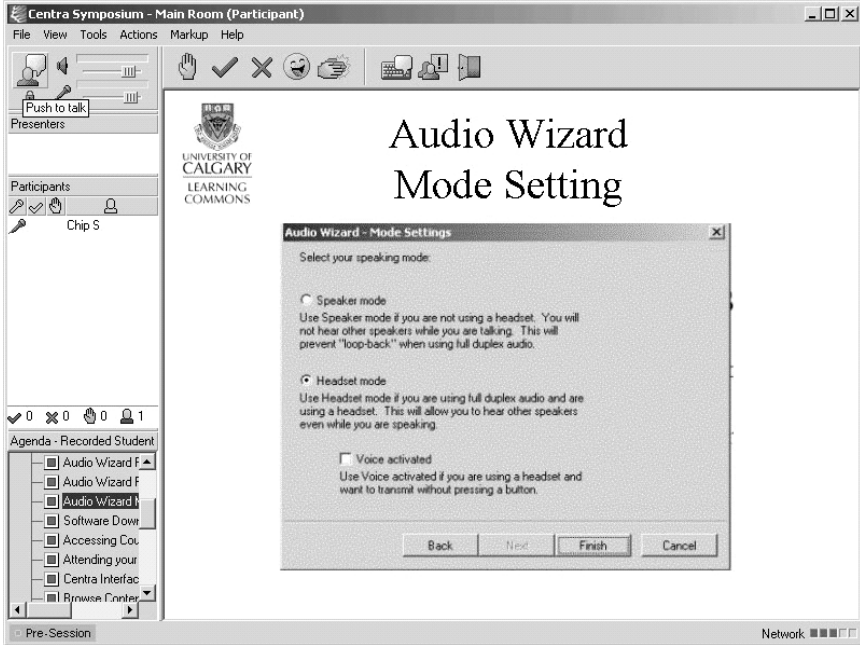 Centra Symposium - Main Room (Participant)
File View Tools Actions Markup Help
Push to talk
Presenters
Participants
Chip S
0 0 0 1
Agenda - Recorded Student
Audio Wizard F
Audio Wizard F
Audio Wizard M
Software Down
Accessing Cou
Attending your
Centra Interfac
Browse Conter
Pre-Session
UNIVERSITY OF
CALGARY
LEARNING
COMMONS
Audio Wizard
Mode Setting
Audio Wizard - Mode Settings
Select your speaking mode:
Speaker mode
Use Speaker mode if you are not using a headset. You will
not hear other speakers while you are talking. This will
prevent "loop-back" when using full duplex audio.
Headset mode
Use Headset mode if you are using full duplex audio and are
using a headset. This will allow you to hear other speakers
even while you are speaking.
Voice activated
Use Voice activated if you are using a headset and
want to transmit without pressing a button.
Back Next Finish Cancel
Network